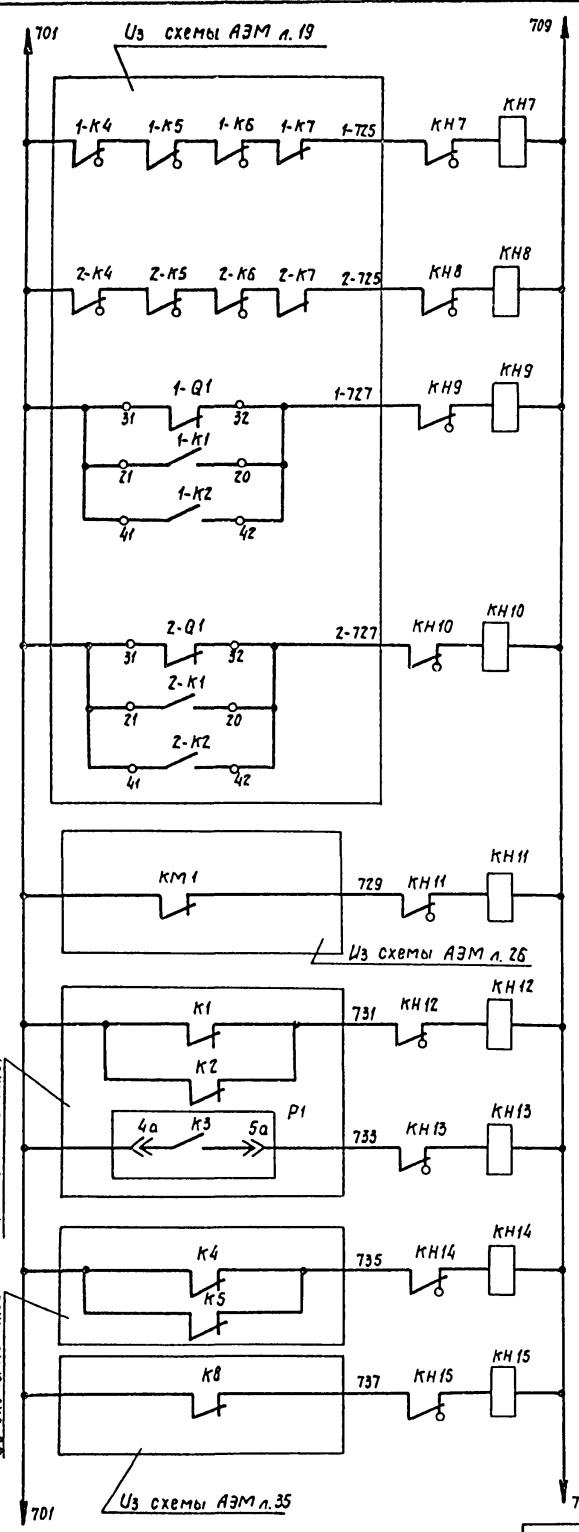 701
Из схемы АЭМ л.19
709
1-К4 1-К5 1-К6 1-К7 1-725 КН7 КН7
2-К4 2-К5 2-К6 2-К7 2-725 КН8 КН8
1-Q1 1-727 КН9 КН9
31 32
1-К1
21 20
1-К2
41 42
2-Q1 2-727 КН10 КН10
31 32
2-К1
21 20
2-К2
41 42
КМ1 729 КН11 КН11
Из схемы АЭМ л.26
К1 731 КН12 КН12
К2
Р1
4а К3 5а 733 КН13 КН13
К4 735 КН14 КН14
К5
К8 737 КН15 КН15
Из схемы АЭМ л.35
701